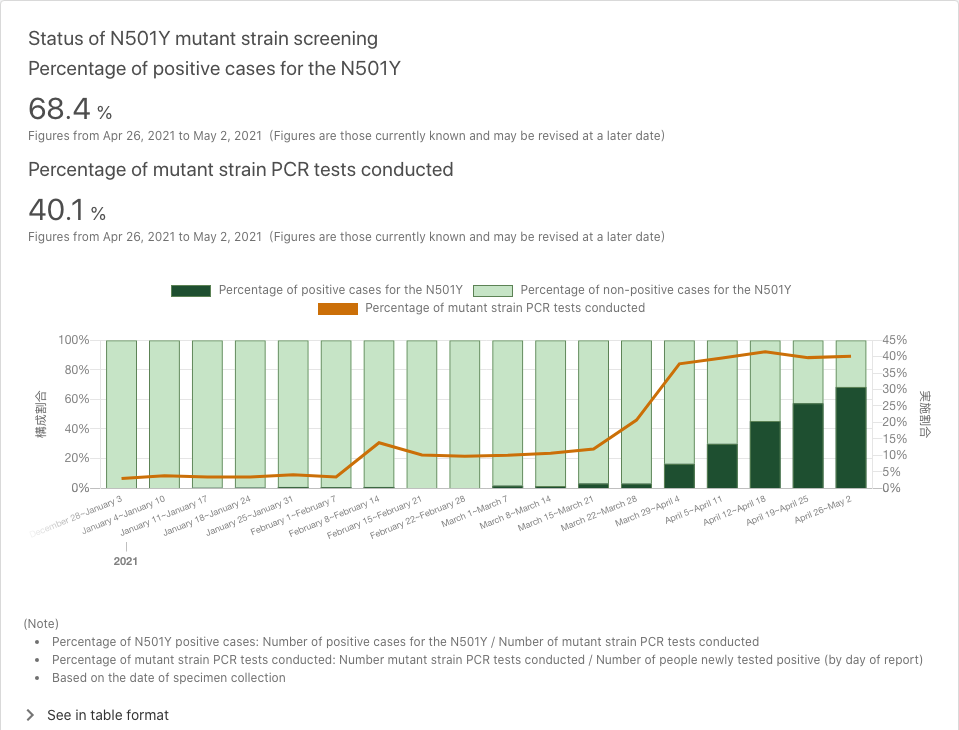 Status of N501Y mutant strain screening
Percentage of positive cases for the N501Y
68.4 %
Figures from Apr 26, 2021 to May 2, 2021 (Figures are those currently known and may be revised at a later date)
Percentage of mutant strain PCR tests conducted
40.1 %
Figures from Apr 26, 2021 to May 2, 2021 (Figures are those currently known and may be revised at a later date)
Percentage of positive cases for the N501Y
Percentage of non-positive cases for the N501Y
Percentage of mutant strain PCR tests conducted
構成割合
100%
80%
60%
40%
20%
0%
45%
40%
35%
30%
25%
20%
15%
10%
5%
0%
実施割合
December 28~January 3
January 4~January 10
January 11~January 17
January 18~January 24
January 25~January 31
February 1~February 7
February 8~February 14
February 15~February 21
February 22~February 28
March 1~March 7
March 8~March 14
March 15~March 21
March 22~March 28
March 29~April 4
April 5~April 11
April 12~April 18
April 19~April 25
April 26~May 2
2021
(Note)
• Percentage of N501Y positive cases: Number of positive cases for the N501Y / Number of mutant strain PCR tests conducted
• Percentage of mutant strain PCR tests conducted: Number mutant strain PCR tests conducted / Number of people newly tested positive (by day of report)
• Based on the date of specimen collection
See in table format